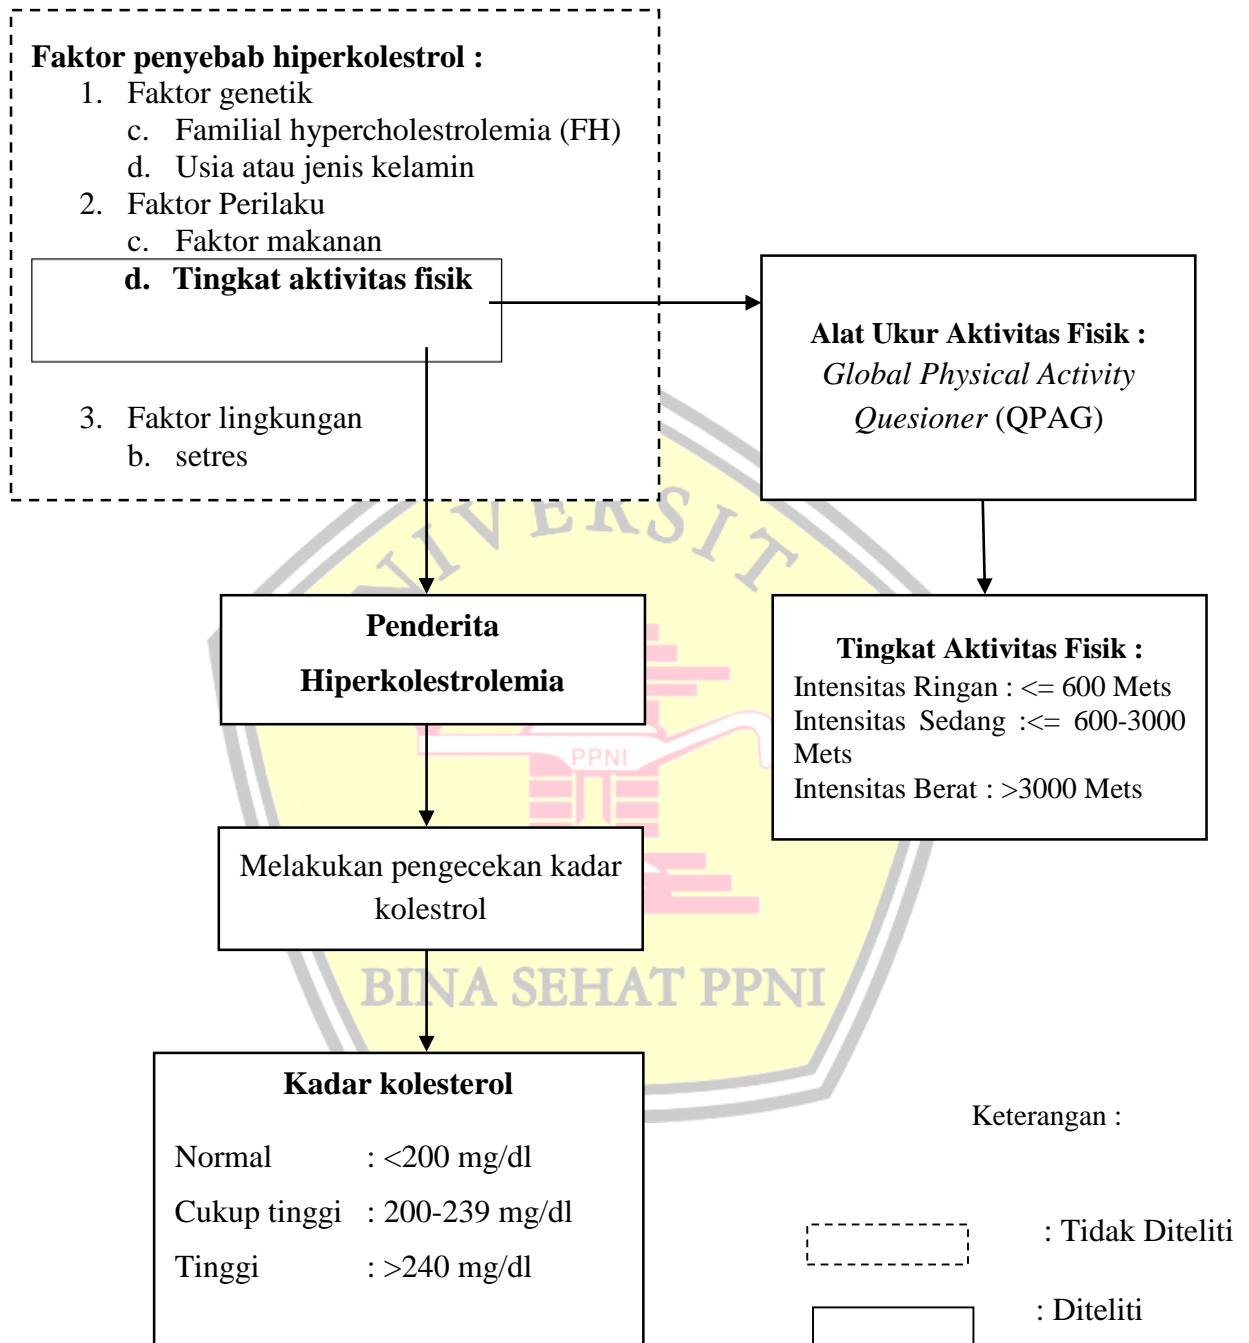 Faktor penyebab hiperkolestrol :
1. Faktor genetik
c. Familial hypercholestrolemia (FH)
d. Usia atau jenis kelamin
2. Faktor Perilaku
c. Faktor makanan
d. Tingkat aktivitas fisik
3. Faktor lingkungan
b. setres
Alat Ukur Aktivitas Fisik :
Global Physical Activity
Quesioner (QPAG)
Tingkat Aktivitas Fisik :
Intensitas Ringan : <= 600 Mets
Intensitas Sedang :<= 600-3000
Mets
Intensitas Berat : >3000 Mets
Penderita
Hiperkolestrolemia
Melakukan pengecekan kadar
kolestrol
Kadar kolesterol
Normal : <200 mg/dl
Cukup tinggi : 200-239 mg/dl
Tinggi : >240 mg/dl
Keterangan :
: Tidak Diteliti
: Diteliti
NIVERSIT
PPNI
BINA SEHAT PPNI